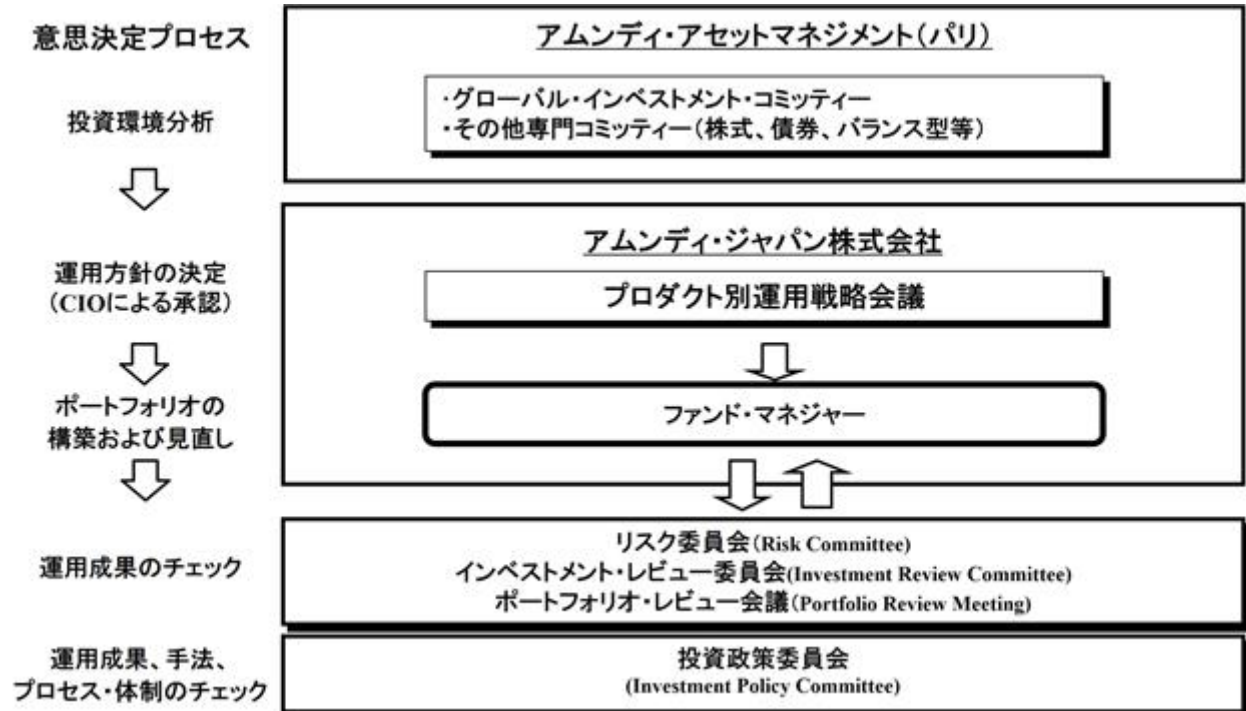 意思決定プロセス
アムンディ・アセットマネジメント(パリ)
投資環境分析
・グローバル・インベストメント・コミッティー
・その他専門コミッティー(株式、債券、バランス型等)
アムンディ・ジャパン株式会社
運用方針の決定
(CIOによる承認)
プロダクト別運用戦略会議
ポートフォリオの
構築および見直し
ファンド・マネジャー
運用成果のチェック
リスク委員会(Risk Committee)
インベストメント・レビュー委員会(Investment Review Committee)
ポートフォリオ・レビュー会議(Portfolio Review Meeting)
運用成果、手法、
プロセス・体制のチェック
投資政策委員会
(Investment Policy Committee)